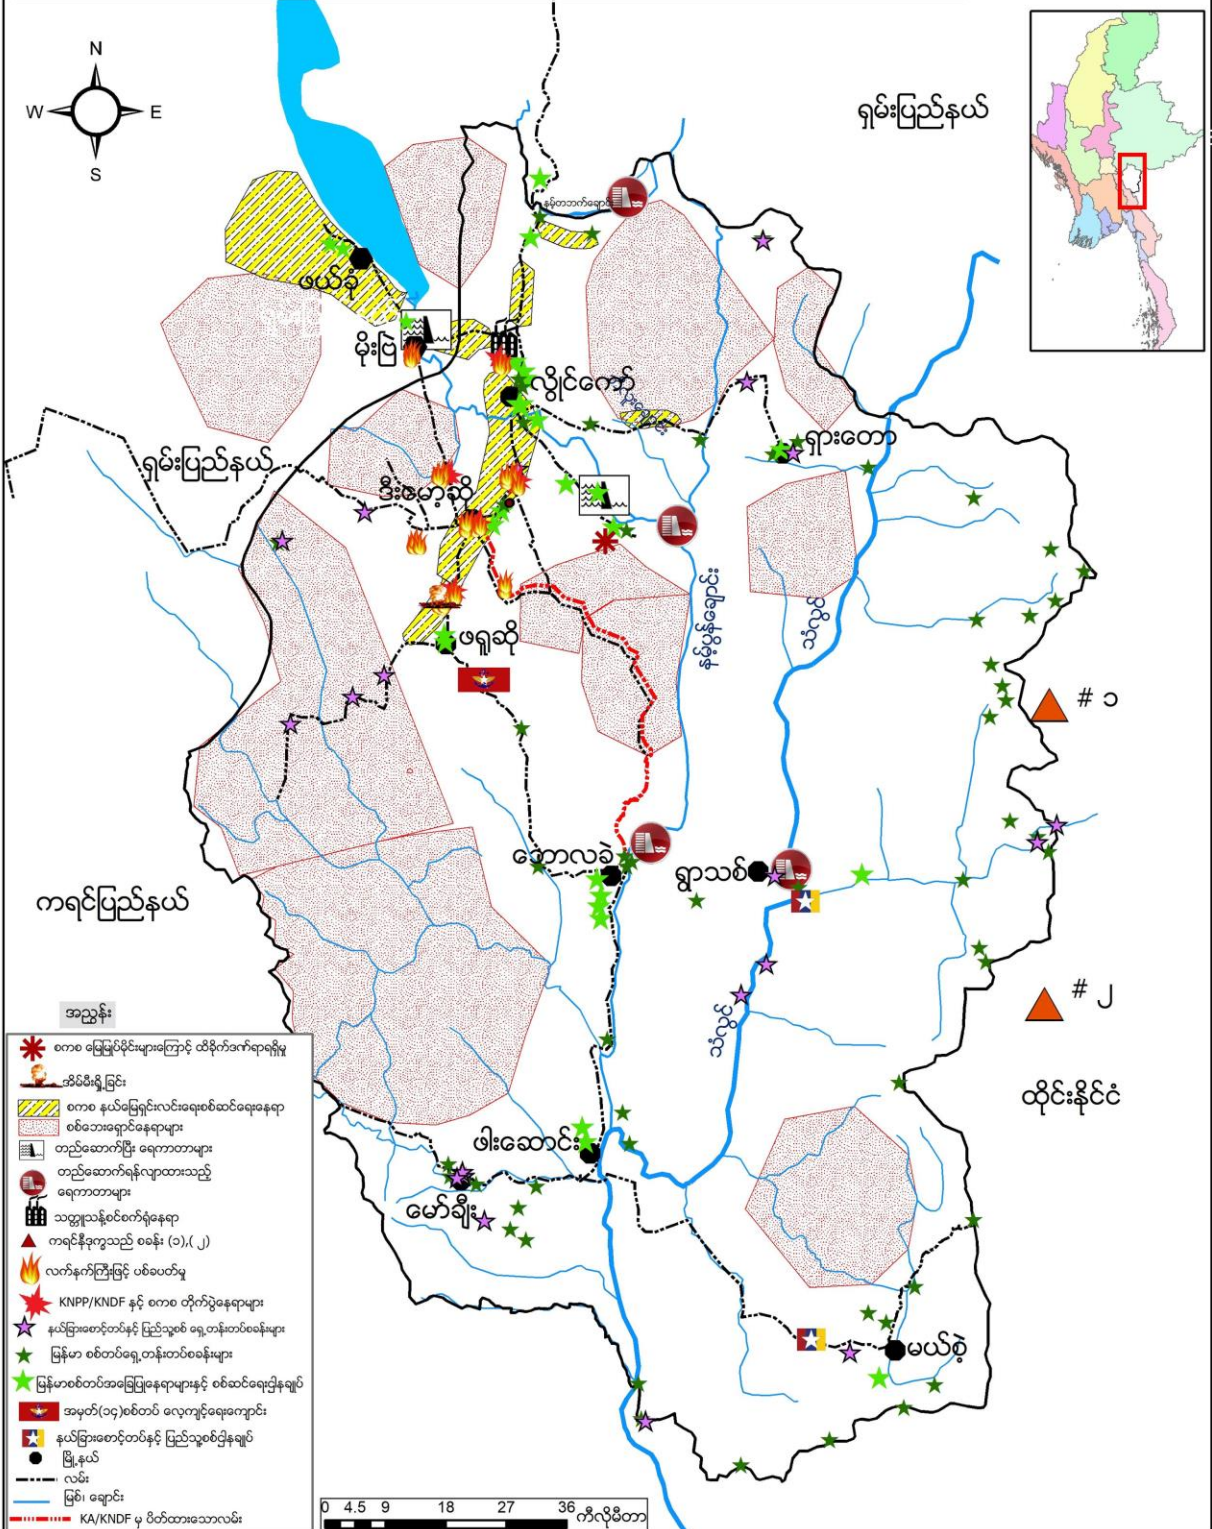 N
W
E
S
ရှမ်းပြည်နယ်
နမ့်တဘက်ချောင်း
ဖယ်ခုံ
မိုးဗြဲ
လွိုင်ကော်
ရှားတော
ရှမ်းပြည်နယ်
ဒီးမော့ဆို
နမ့်ပွန်ချောင်း
သံလွင်
ဖရူဆို
# ၁
ဘောလခဲ
ရွာသစ်
ကရင်ပြည်နယ်
# ၂
သံလွင်
ထိုင်းနိုင်ငံ
ဖါးဆောင်း
မော်ချီး
မယ်စဲ့
အညွှန်း
စကစ မြေမြှုပ်မိုင်းများကြောင့် ထိခိုက်ဒဏ်ရာရရှိမှု
အိမ်မီးရှို့ခြင်း
စကစ နယ်မြေရှင်းလင်းရေးစစ်ဆင်ရေးနေရာ
စစ်ဘေးရှောင်နေရာများ
တည်ဆောက်ပြီး ရေကာတာများ
တည်ဆောက်ရန်လျာထားသည့်
ရေကာတာများ
သတ္တုသန့်စင်စက်ရုံနေရာ
ကရင်နီဒုက္ခသည် စခန်း (၁),( ၂)
လက်နက်ကြီးဖြင့် ပစ်ခပတ်မှု
KNPP/KNDF နှင့် စကစ တိုက်ပွဲနေရာများ
နယ်ခြားစောင့်တပ်နှင့် ပြည်သူ့စစ် ရှေ့တန်းတပ်စခန်းများ
မြန်မာ စစ်တပ်ရှေ့တန်းတပ်စခန်းများ
မြန်မာစစ်တပ်အခြေပြုနေရာများနှင့် စစ်ဆင်ရေးဌာနချုပ်
အမှတ်(၁၄)စစ်တပ် လေ့ကျင့်ရေးကျောင်း
နယ်ခြားစောင့်တပ်နှင့် ပြည်သူ့စစ်ဌာနချုပ်
မြို့နယ်
လမ်း
မြစ်၊ ချောင်း
KA/KNDF မှ ပိတ်ထားသောလမ်း
0 4.5 9 18 27 36 ကီလိုမီတာ